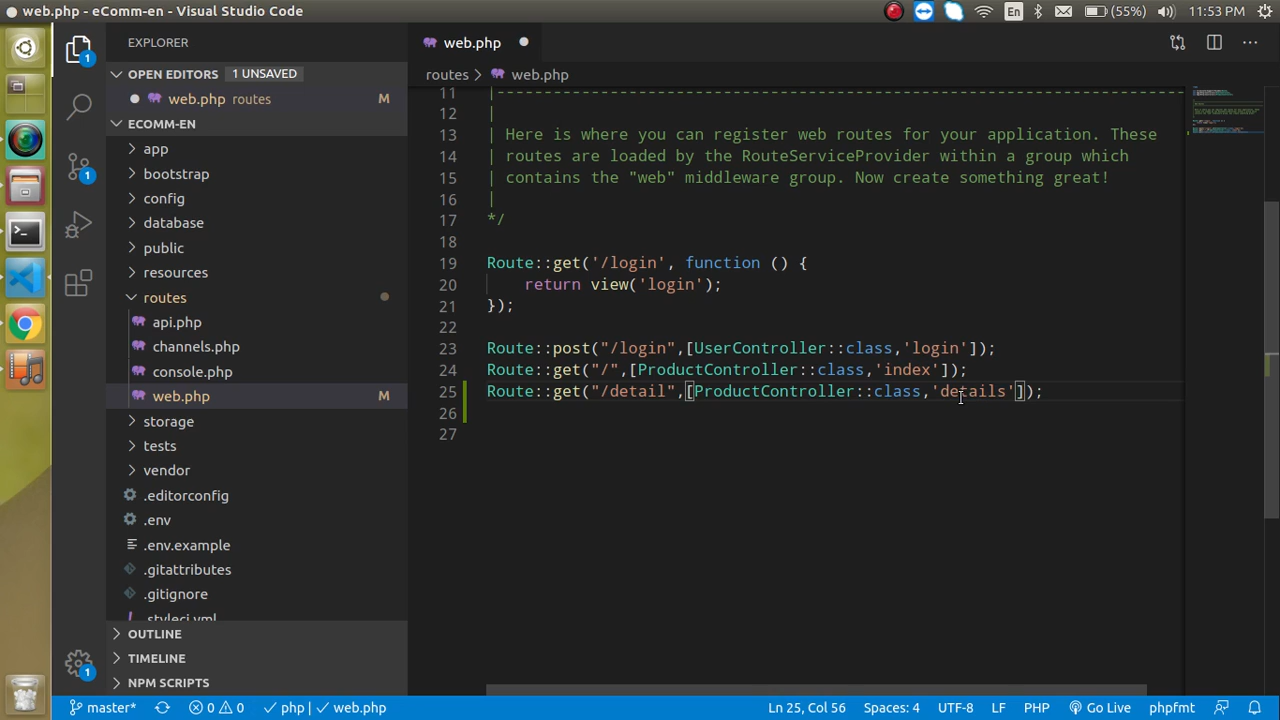 web.php - eComm-en - Visual Studio Code
En
(55%)
11:53 PM
1
EXPLORER
web.php
OPEN EDITORS 1 UNSAVED
web.php routes M
routes > web.php
ECOMM-EN
app
bootstrap
config
database
public
resources
routes
api.php
channels.php
console.php
web.php M
storage
tests
vendor
.editorconfig
.env
.env.example
.gitattributes
.gitignore
.styleci.yml
OUTLINE
TIMELINE
NPM SCRIPTS
1
1
11 |--------------------------------------------------------------------------
12 |
13 | Here is where you can register web routes for your application. These
14 | routes are loaded by the RouteServiceProvider within a group which
15 | contains the "web" middleware group. Now create something great!
16 |
17 */
18
19 Route::get('/login', function () {
20 return view('login');
21 });
22
23 Route::post("/login",[UserController::class,'login']);
24 Route::get("/",[ProductController::class,'index']);
25 Route::get("/detail",[ProductController::class,'details']);
26
27
master* 0 0 php | web.php Ln 25, Col 56 Spaces: 4 UTF-8 LF PHP Go Live phpfmt